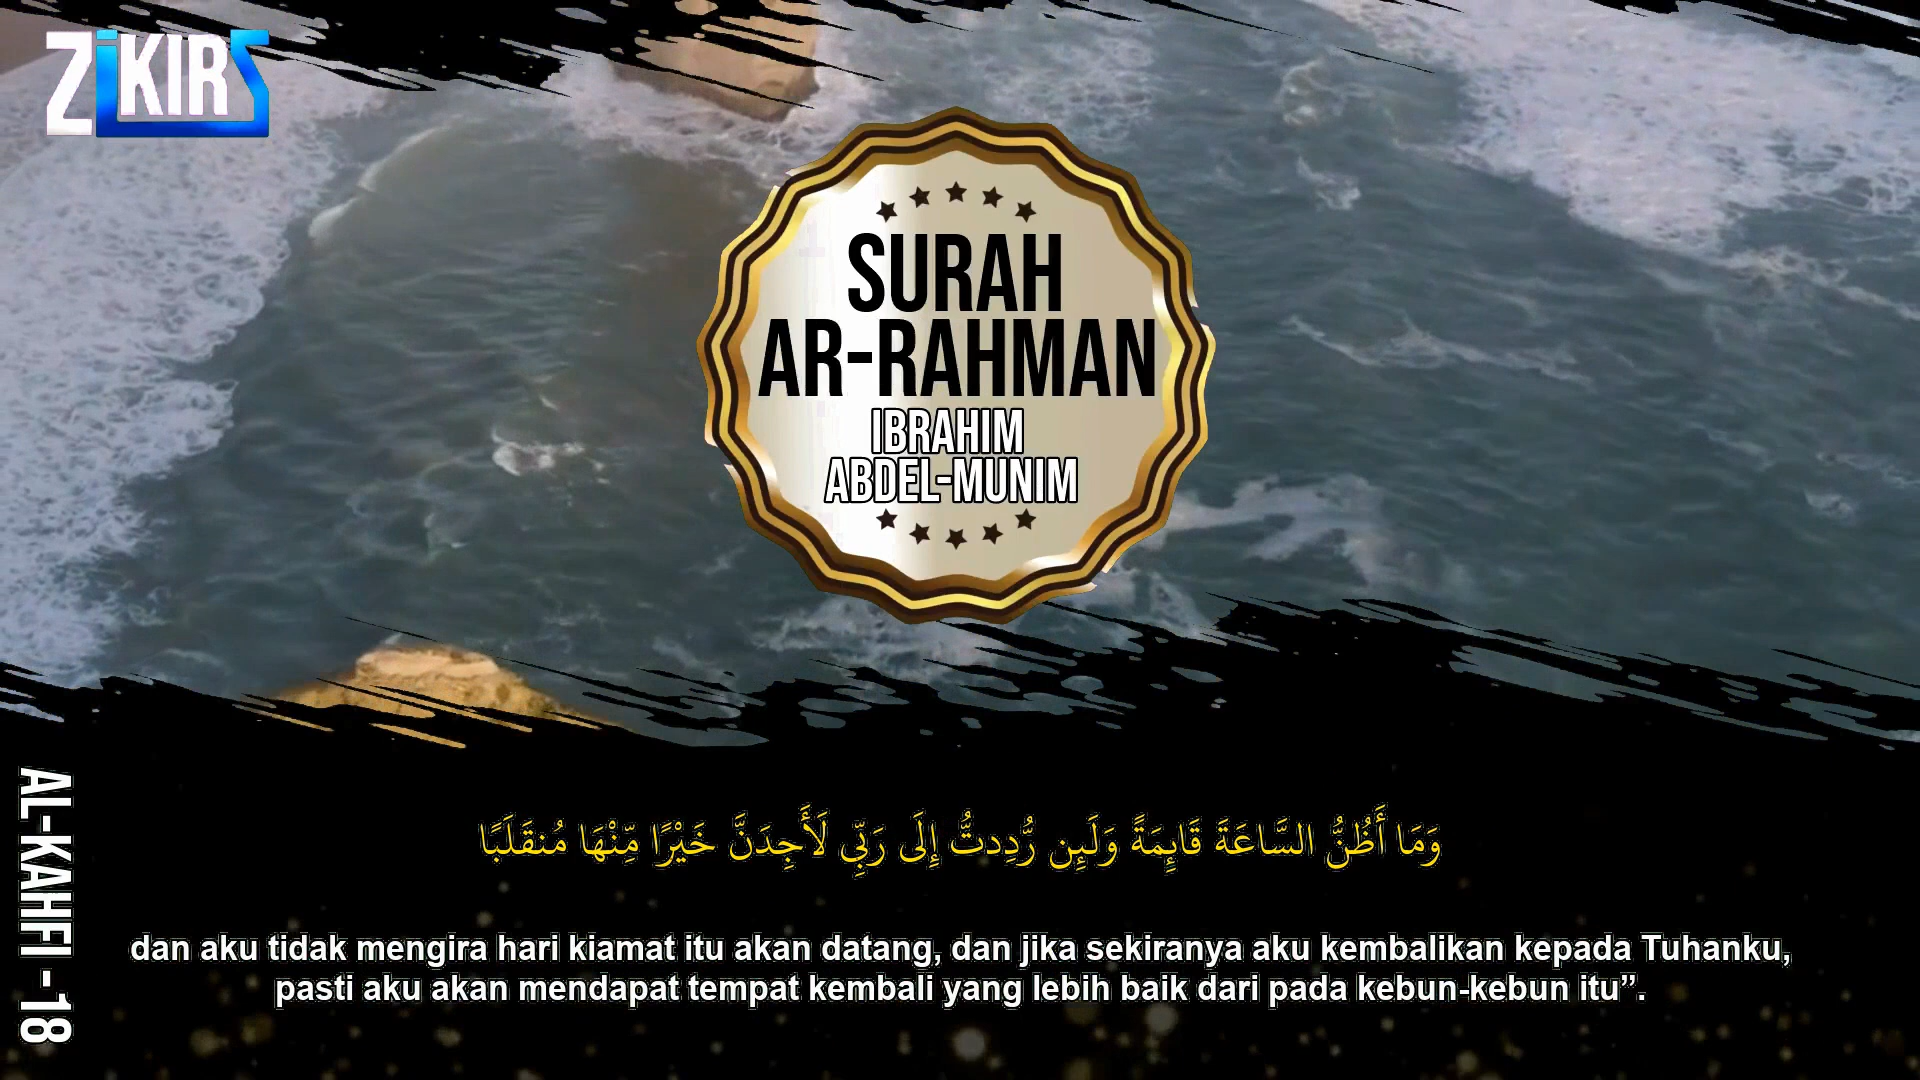 ZIKIRS
SURAH
AR-RAHMAN
IBRAHIM
ABDEL-MUNIM
وَمَا أَظُنُّ السَّاعَةَ قَائِمَةً وَلَئِن رُّدِدتُّ إِلَى رَبِّي لَأَجِدَنَّ خَيْرًا مِّنْهَا مُنقَلَبًا
dan aku tidak mengira hari kiamat itu akan datang, dan jika sekiranya aku kembalikan kepada Tuhanku,
pasti aku akan mendapat tempat kembali yang lebih baik dari pada kebun-kebun itu”.
AL-KAHFI -18